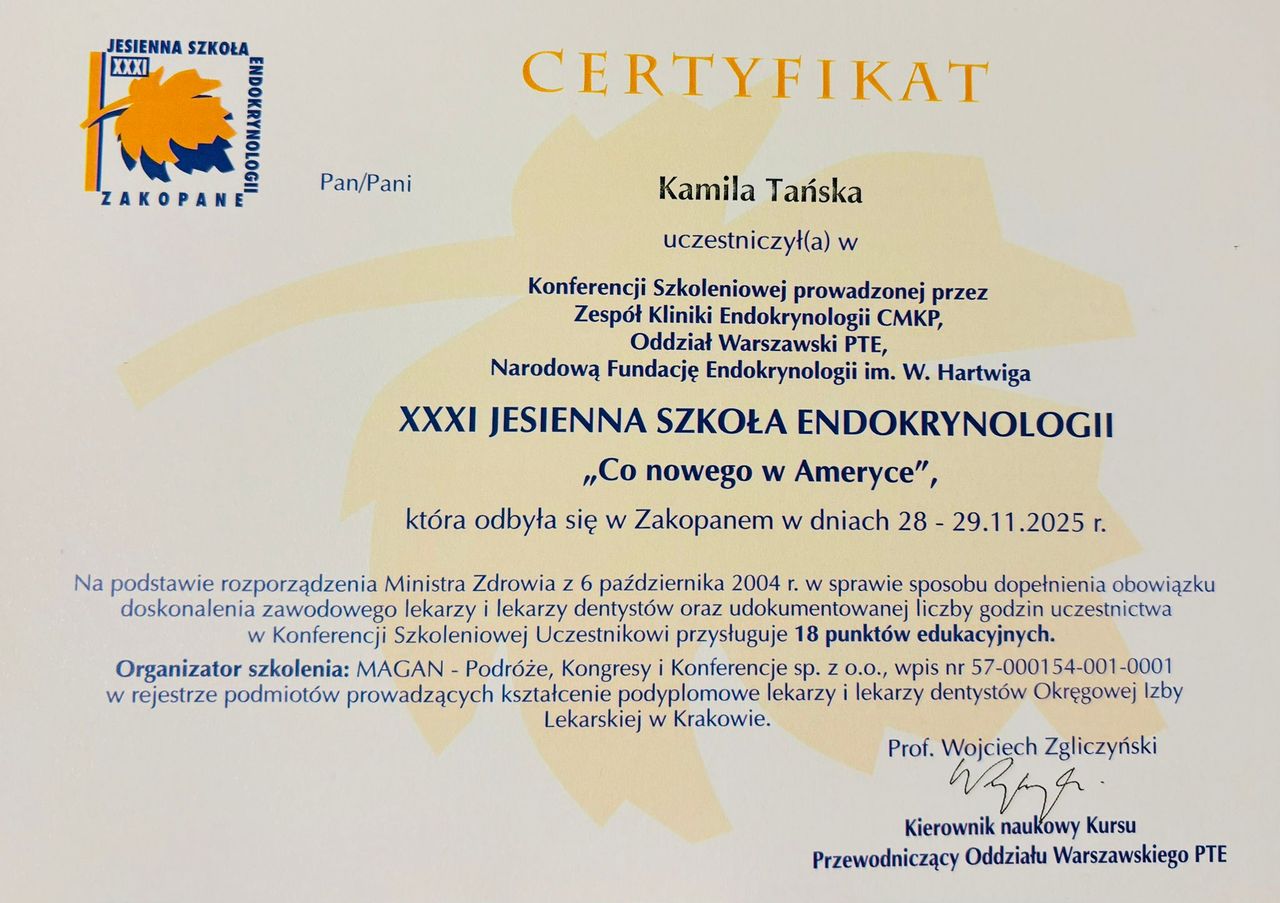 JESIENNA SZKOŁA
XXXI
ENDOKRYNOLOGII
ZAKOPANE
CERTYFIKAT
Pan/Pani
Kamila Tańska
uczestniczył(a) w
Konferencji Szkoleniowej prowadzonej przez
Zespół Kliniki Endokrynologii CMKP,
Oddział Warszawski PTE,
Narodową Fundację Endokrynologii im. W. Hartwiga
XXXI JESIENNA SZKOŁA ENDOKRYNOLOGII
„Co nowego w Ameryce”,
która odbyła się w Zakopanem w dniach 28 - 29.11.2025 r.
Na podstawie rozporządzenia Ministra Zdrowia z 6 października 2004 r. w sprawie sposobu dopełnienia obowiązku
doskonalenia zawodowego lekarzy i lekarzy dentystów oraz udokumentowanej liczby godzin uczestnictwa
w Konferencji Szkoleniowej Uczestnikowi przysługuje 18 punktów edukacyjnych.
Organizator szkolenia: MAGAN - Podróże, Kongresy i Konferencje sp. z o.o., wpis nr 57-000154-001-0001
w rejestrze podmiotów prowadzących kształcenie podyplomowe lekarzy i lekarzy dentystów Okręgowej Izby
Lekarskiej w Krakowie.
Prof. Wojciech Zgliczyński
Kierownik naukowy Kursu
Przewodniczący Oddziału Warszawskiego PTE